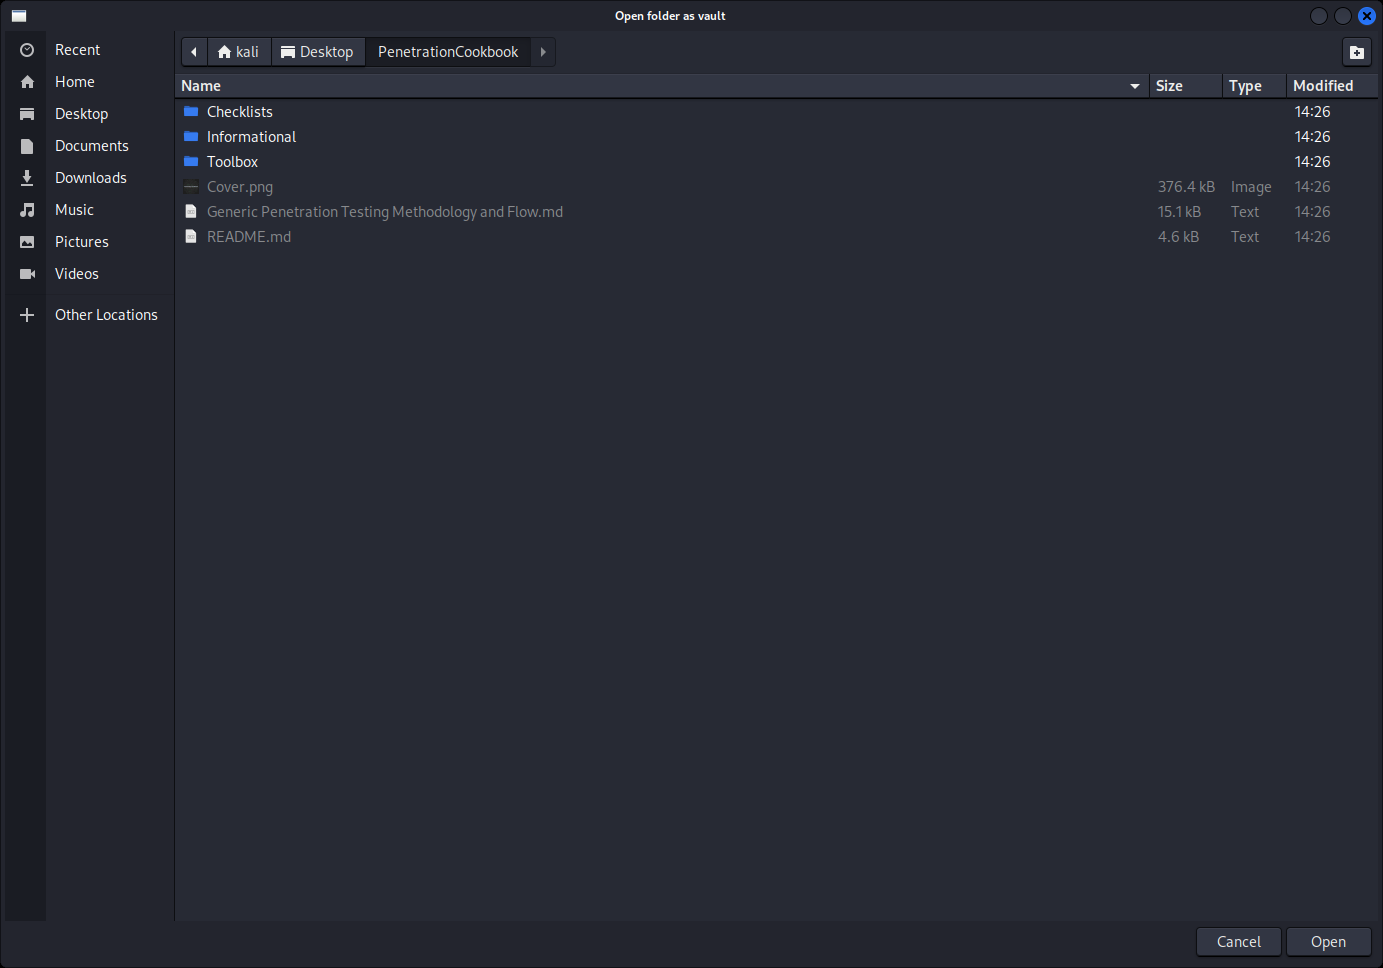 Open folder as vault
Recent
Home
Desktop
Documents
Downloads
Music
Pictures
Videos
Other Locations
kali Desktop PenetrationCookbook
Name Size Type Modified
Checklists 14:26
Informational 14:26
Toolbox 14:26
Cover.png 376.4 kB Image 14:26
Generic Penetration Testing Methodology and Flow.md 15.1 kB Text 14:26
README.md 4.6 kB Text 14:26
Cancel Open